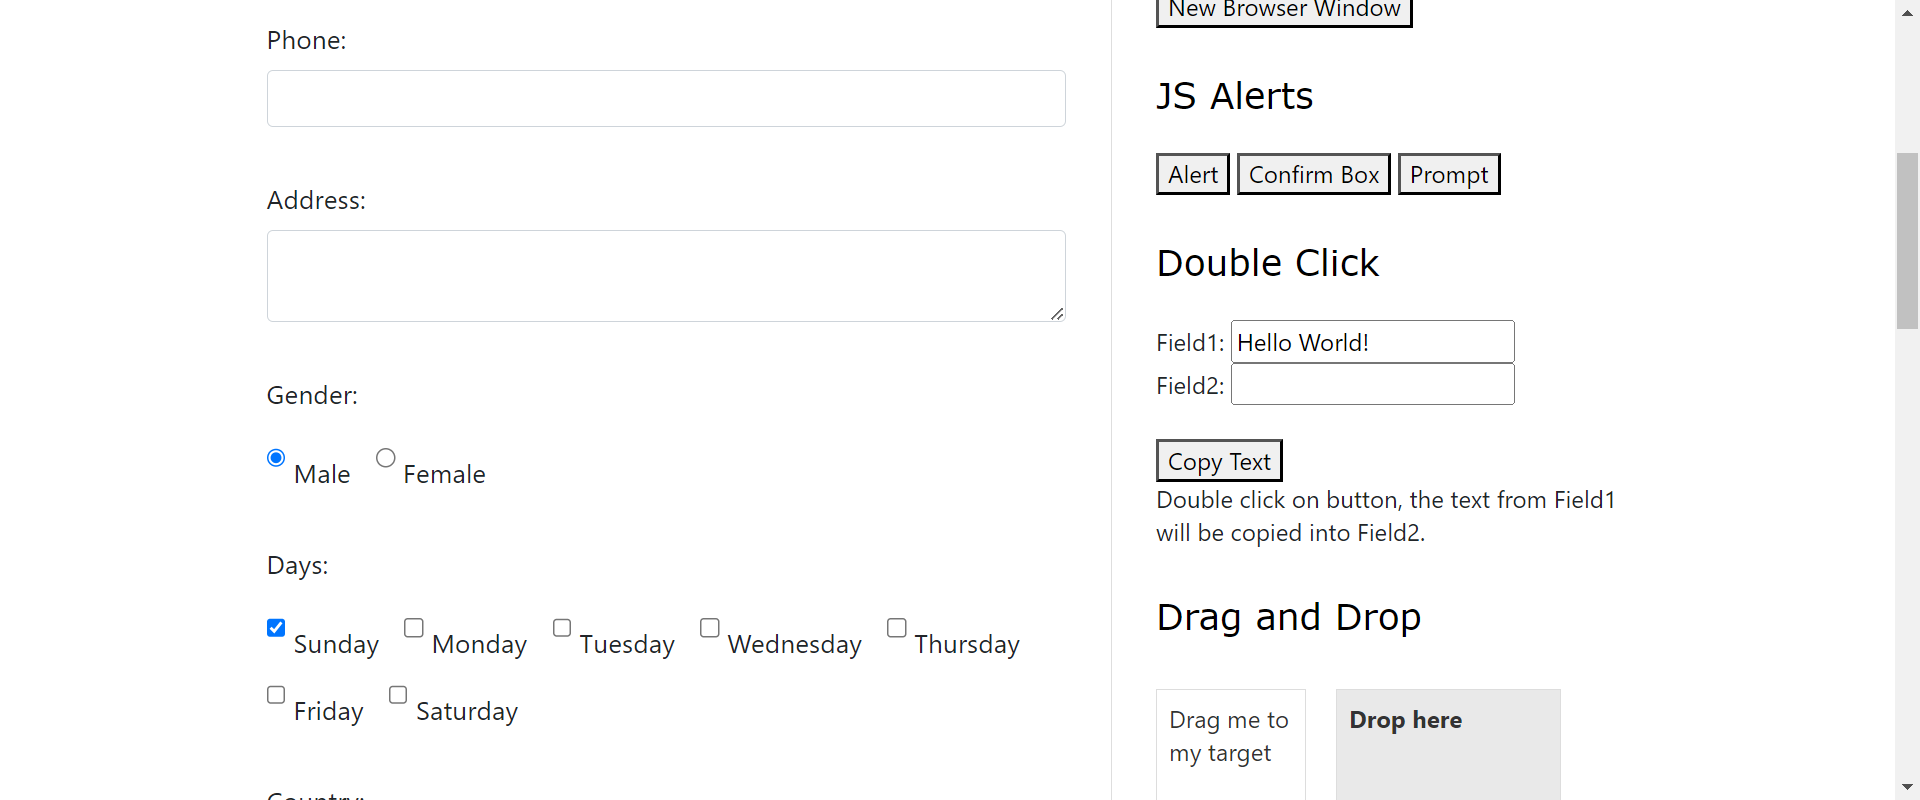 Phone:
Address:
Gender:
Male Female
Days:
Sunday Monday Tuesday Wednesday Thursday
Friday Saturday
Country:
New Browser Window
JS Alerts
Alert Confirm Box Prompt
Double Click
Field1: Hello World!
Field2:
Copy Text
Double click on button, the text from Field1
will be copied into Field2.
Drag and Drop
Drag me to
my target
Drop here